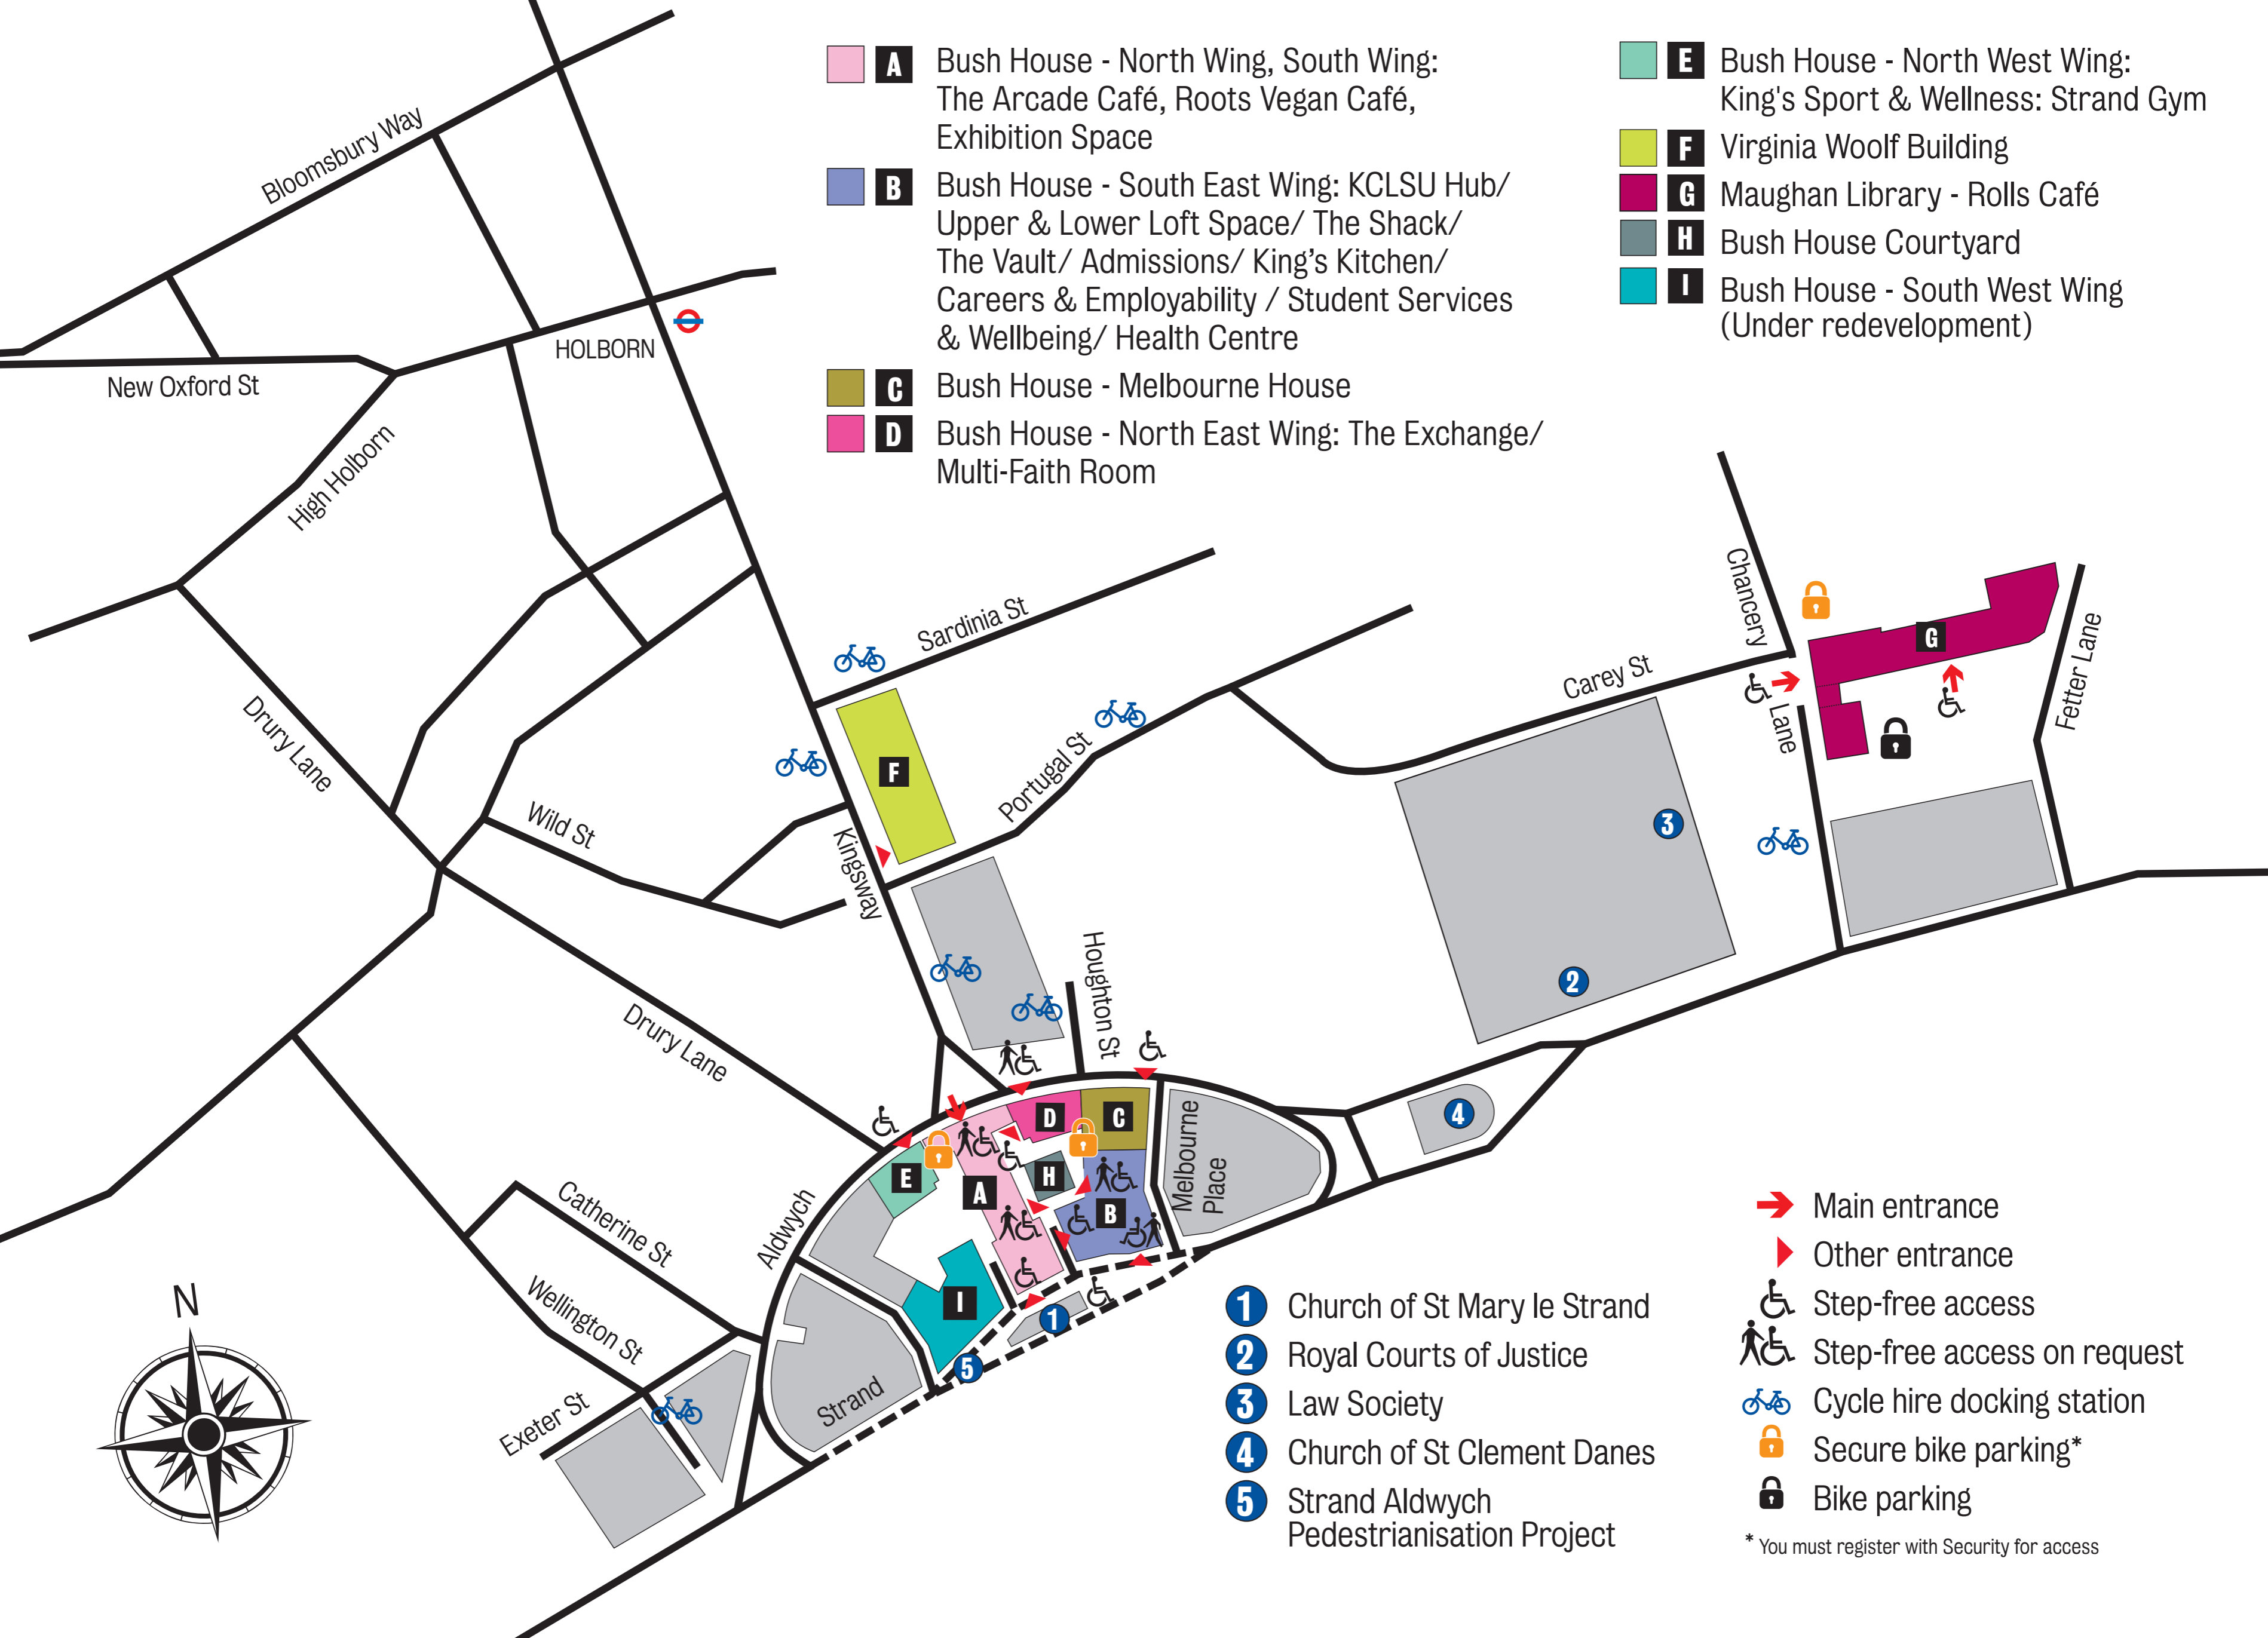 A Bush House - North Wing, South Wing:
The Arcade Café, Roots Vegan Café,
Exhibition Space
B Bush House - South East Wing: KCLSU Hub/
Upper & Lower Loft Space/ The Shack/
The Vault/ Admissions/ King’s Kitchen/
Careers & Employability / Student Services
& Wellbeing/ Health Centre
C Bush House - Melbourne House
D Bush House - North East Wing: The Exchange/
Multi-Faith Room
E Bush House - North West Wing:
King's Sport & Wellness: Strand Gym
F Virginia Woolf Building
G Maughan Library - Rolls Café
H Bush House Courtyard
I Bush House - South West Wing
(Under redevelopment)
Bloomsbury Way
New Oxford St
HOLBORN
High Holborn
Drury Lane
Wild St
Kingsway
Sardinia St
Portugal St
Carey St
Chancery
Lane
Fetter Lane
G
F
3
2
Houghton St
Drury Lane
4
D
C
E
A
H
B
I
1
5
Melbourne
Place
Aldwych
Catherine St
Wellington St
Exeter St
Strand
N
1 Church of St Mary le Strand
2 Royal Courts of Justice
3 Law Society
4 Church of St Clement Danes
5 Strand Aldwych
Pedestrianisation Project
Main entrance
Other entrance
Step-free access
Step-free access on request
Cycle hire docking station
Secure bike parking*
Bike parking
* You must register with Security for access